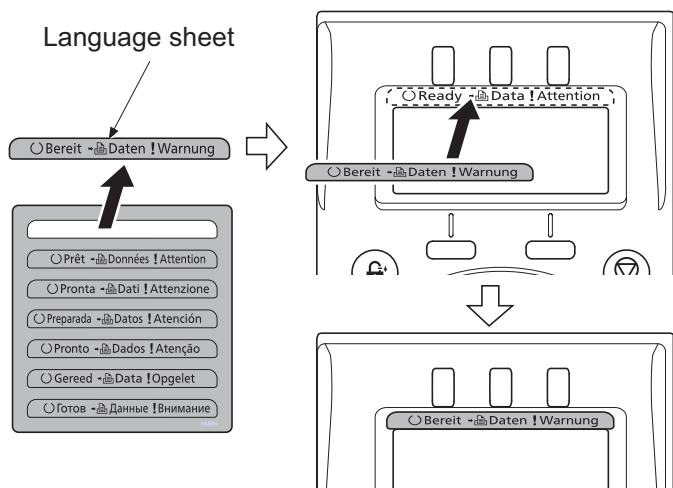 Language sheet
Ready Data ! Attention
Bereit Daten ! Warnung
Bereit Daten ! Warnung
Prêt Données ! Attention
Pronta Dati ! Attenzione
Preparada Datos ! Atención
Pronto Dados ! Atenção
Gereed Data ! Opgelet
Готов Данные ! Внимание
Bereit Daten ! Warnung